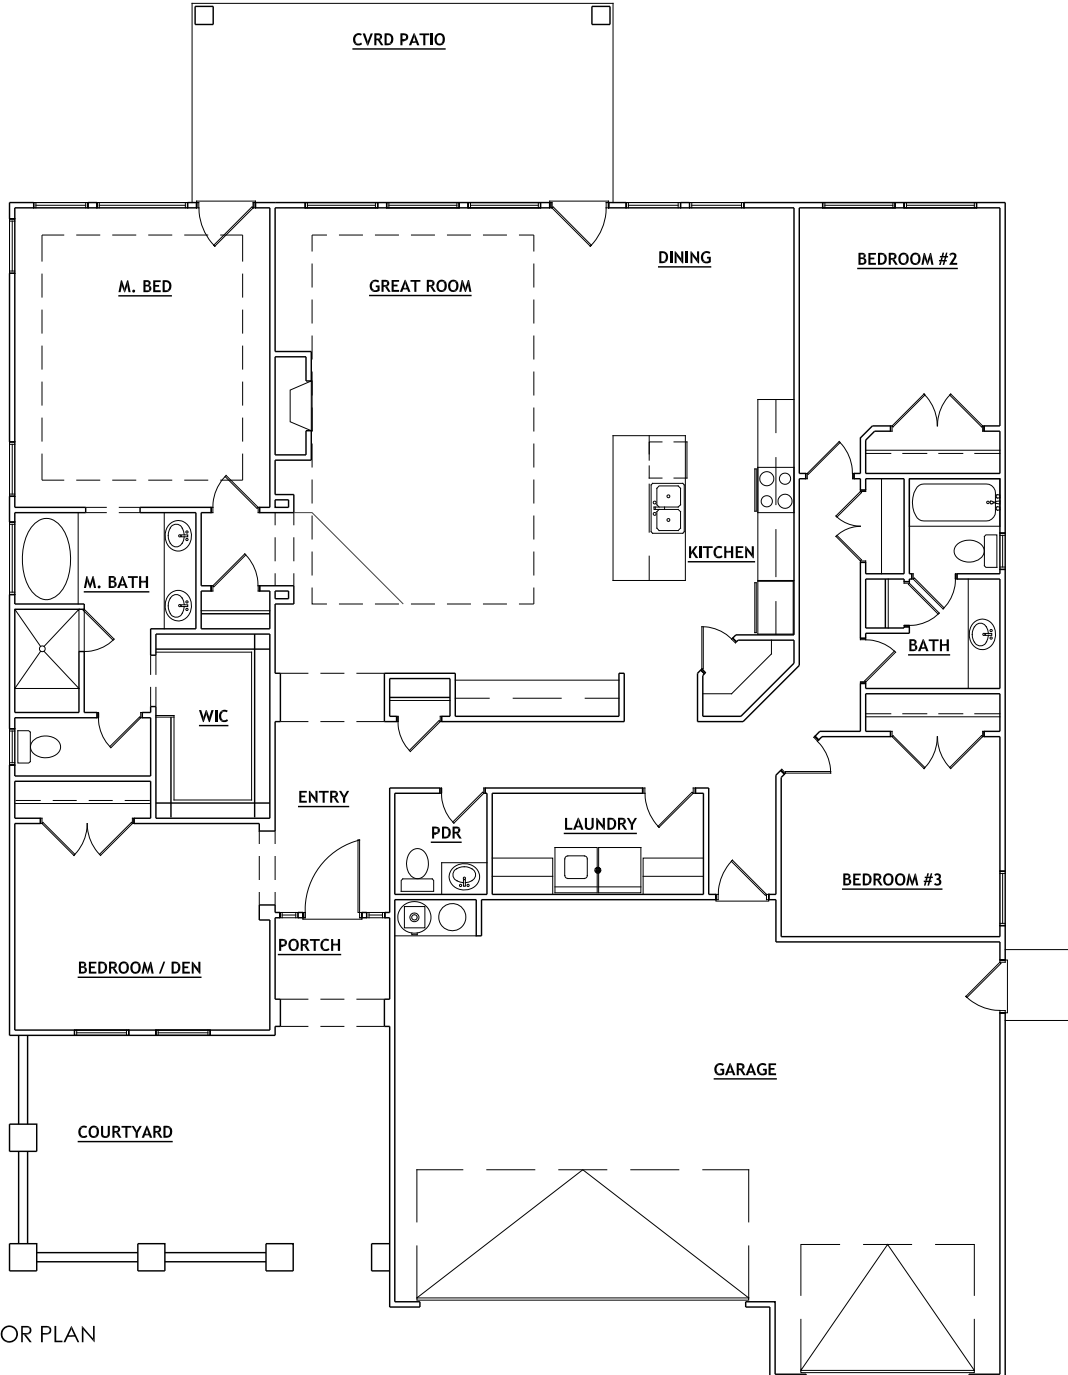 CVRD PATIO
DINING
BEDROOM #2
M. BED
GREAT ROOM
KITCHEN
M. BATH
BATH
WIC
ENTRY
PDR
LAUNDRY
BEDROOM #3
PORTCH
BEDROOM / DEN
GARAGE
COURTYARD
OR PLAN